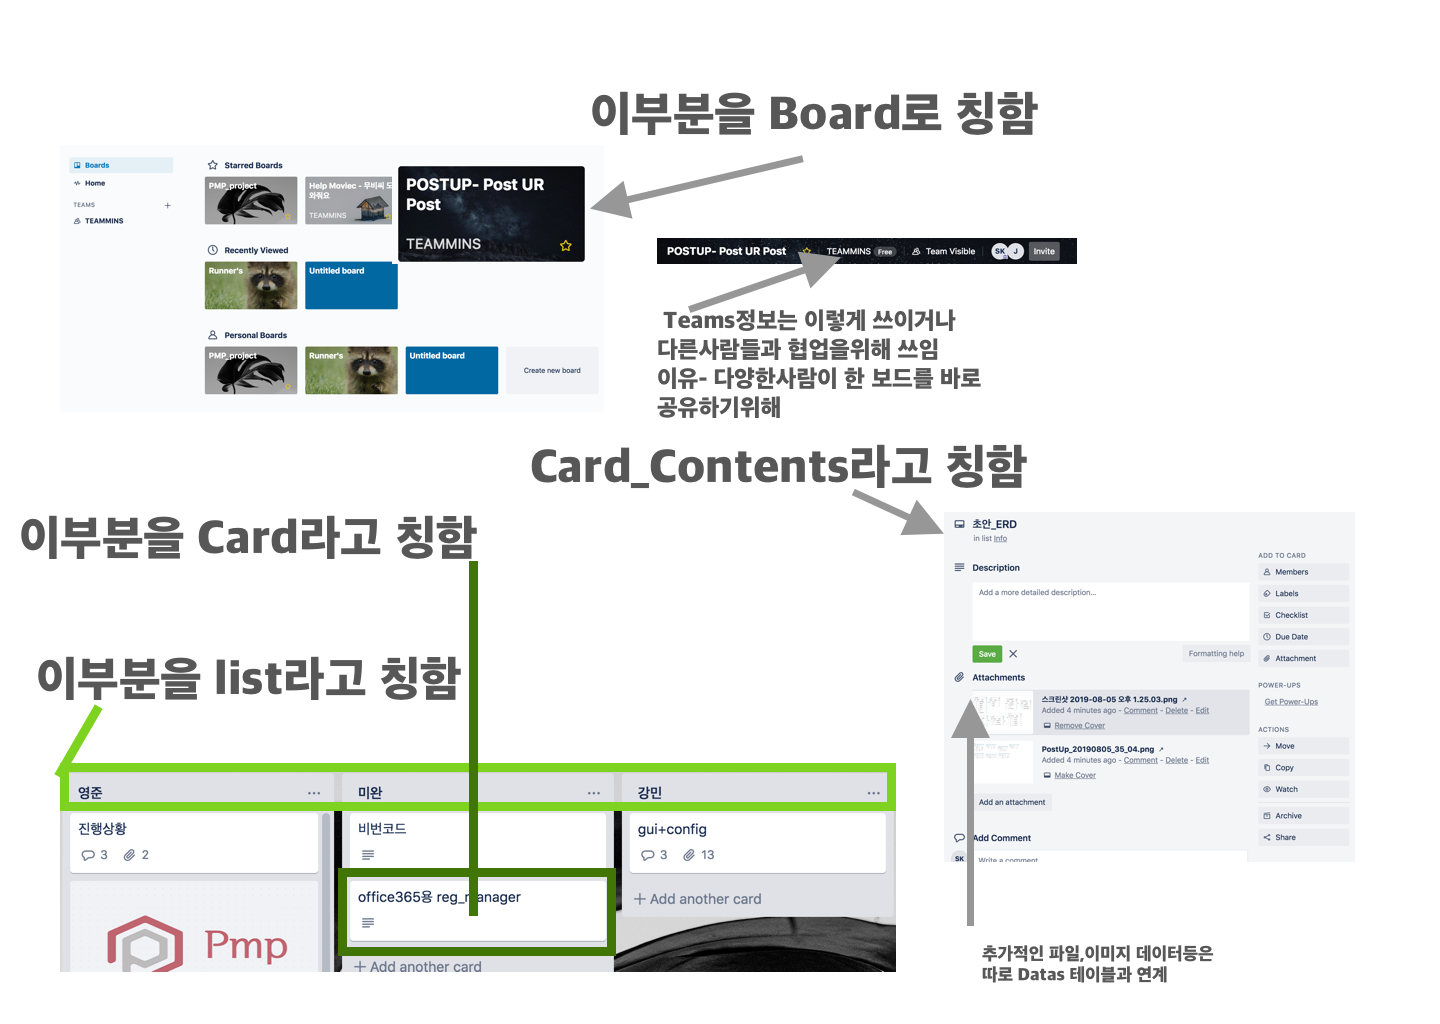 이부분을 Board로 칭함
Boards
Home
TEAMS
TEAMMINS
Starred Boards
PMP_project
Help Moviec - 무비씨 도
와줘요
TEAMMINS
POSTUP- Post UR
Post
TEAMMINS
Recently Viewed
Runner's
Untitled board
Personal Boards
PMP_project
Runner's
Untitled board
Create new board
POSTUP- Post UR Post
TEAMMINS Free
Team Visible
SK
J
Invite
Teams정보는 이렇게 쓰이거나
다른사람들과 협업을위해 쓰임
이유- 다양한사람이 한 보드를 바로
공유하기위해
Card_Contents라고 칭함
이부분을 Card라고 칭함
이부분을 list라고 칭함
영준
진행상황
3 2
Pmp
미완
비번코드
office365용 reg_manager
+ Add another card
강민
gui+config
3 13
+ Add another card
초안_ERD
in list Info
Description
Add a more detailed description...
Save
Formatting help
Attachments
스크린샷 2019-08-05 오후 1.25.03.png ↗
Added 4 minutes ago - Comment - Delete - Edit
Remove Cover
PostUp_20190805_35_04.png ↗
Added 4 minutes ago - Comment - Delete - Edit
Make Cover
Add an attachment
Add Comment
SK
Write a comment
ADD TO CARD
Members
Labels
Checklist
Due Date
Attachment
POWER-UPS
Get Power-Ups
ACTIONS
Move
Copy
Watch
Archive
Share
추가적인 파일,이미지 데이터등은
따로 Datas 테이블과 연계